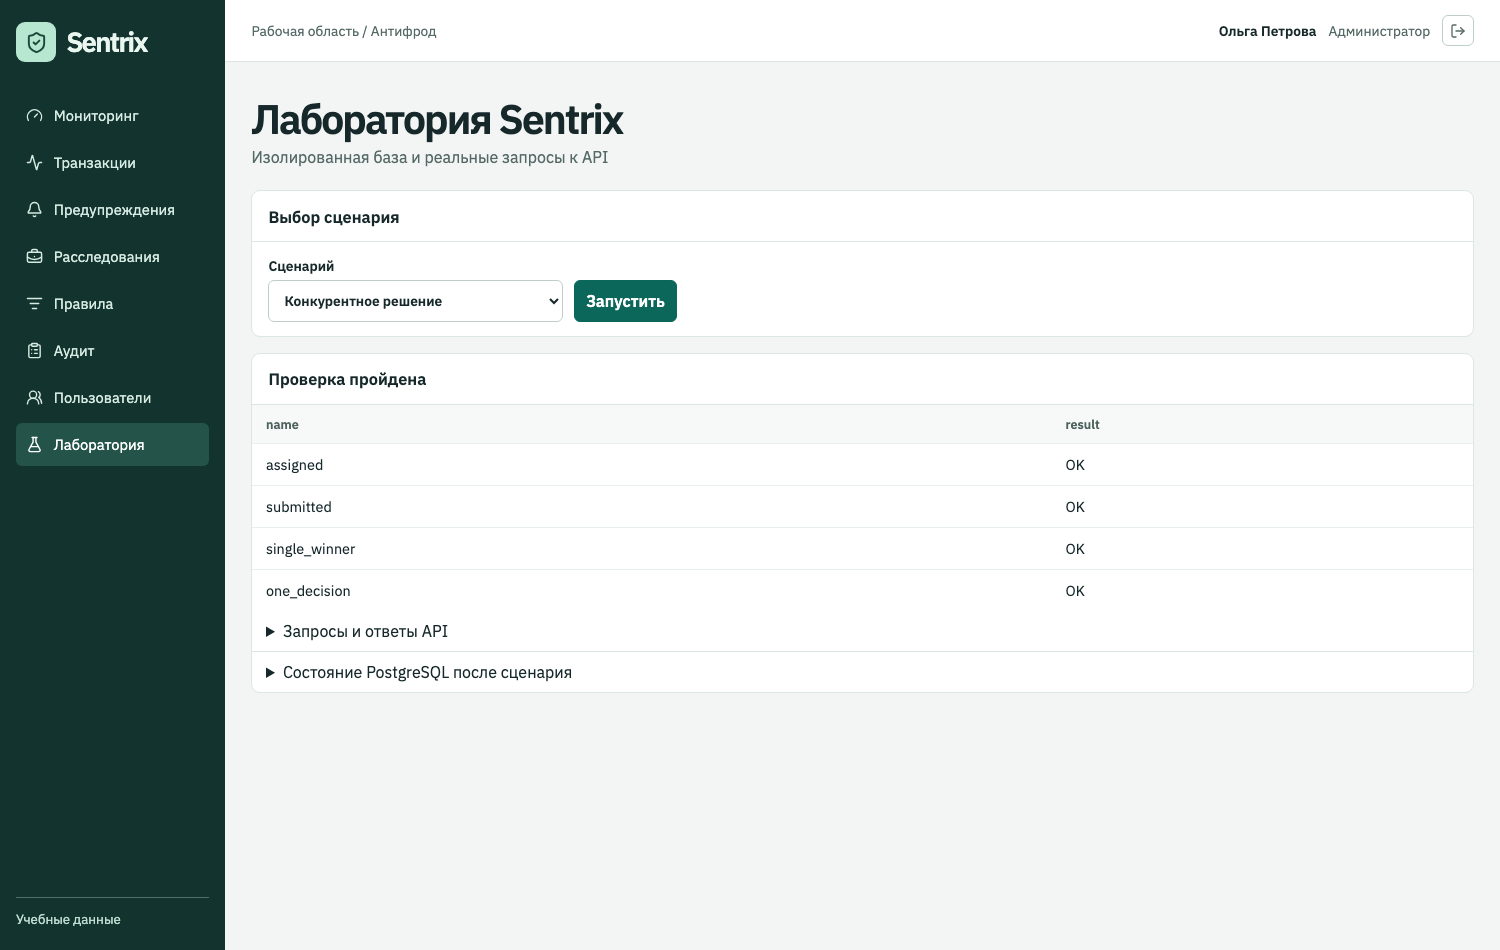 Sentrix
Рабочая область / Антифрод
Ольга Петрова Администратор
Мониторинг
Транзакции
Предупреждения
Расследования
Правила
Аудит
Пользователи
Лаборатория
Учебные данные
Лаборатория Sentrix
Изолированная база и реальные запросы к API
Выбор сценария
Сценарий
Конкурентное решение Запустить
Проверка пройдена
name result
assigned OK
submitted OK
single_winner OK
one_decision OK
Запросы и ответы API
Состояние PostgreSQL после сценария